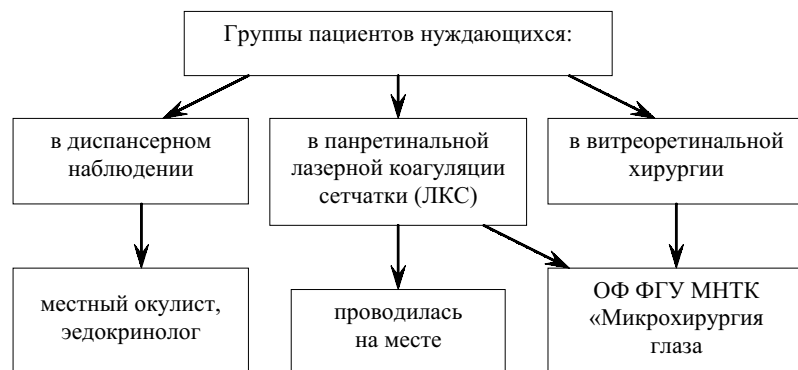 Группы пациентов нуждающихся:
в диспансерном
наблюдении
в панретинальной
лазерной коагуляции
сетчатки (ЛКС)
в витреоретинальной
хирургии
местный окулист,
эедокринолог
проводилась
на месте
ОФ ФГУ МНТК
«Микрохирургия
глаза